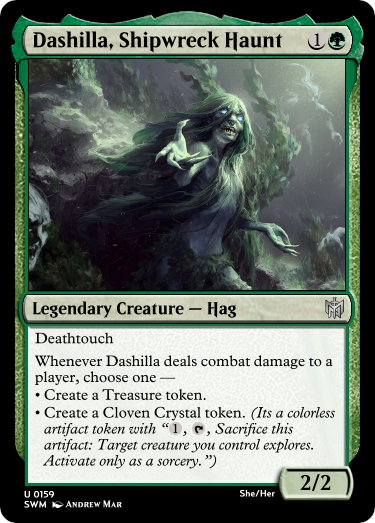 Dashilla, Shipwreck Haunt 1
Legendary Creature — Hag
Deathtouch
Whenever Dashilla deals combat damage to a
player, choose one —
• Create a Treasure token.
• Create a Cloven Crystal token. (Its a colorless
artifact token with “1, , Sacrifice this
artifact: Target creature you control explores.
Activate only as a sorcery.”)
2/2
U 0159
She/Her
SWM Andrew Mar